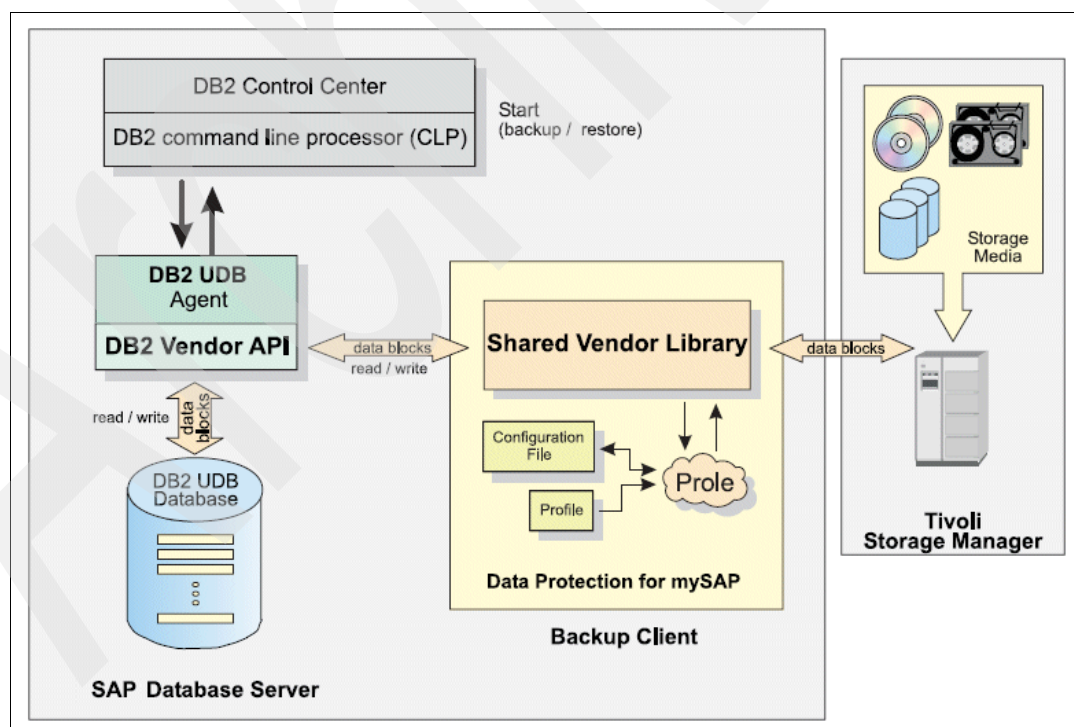 DB2 Control Center
DB2 command line processor (CLP)
Start
(backup / restore)
DB2 UDB
Agent
DB2 Vendor API
data blocks
read / write
Shared Vendor Library
data blocks
Storage
Media
read / write
data
blocks
Configuration
File
Profile
Prole
DB2 UDB
Database
Data Protection for mySAP
Backup Client
SAP Database Server
Tivoli
Storage Manager